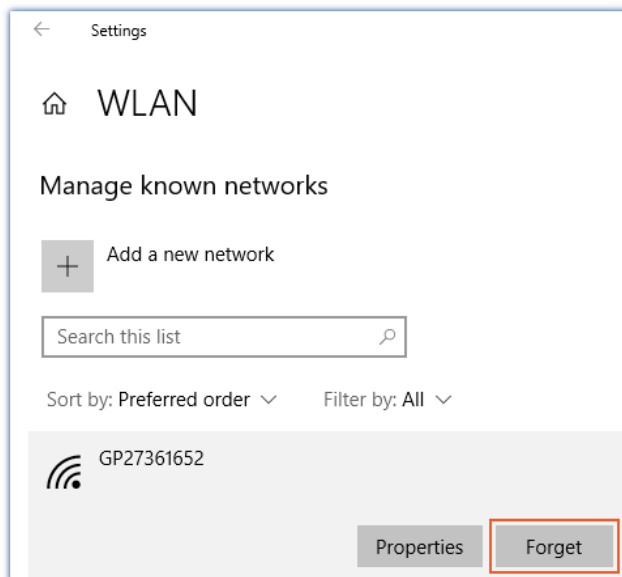 Settings
WLAN
Manage known networks
Add a new network
Search this list
Sort by: Preferred order Filter by: All
GP27361652
Properties Forget